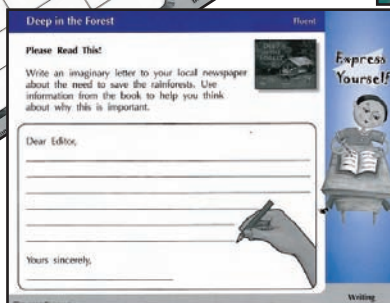 Deep in the Forest
Fluent
Please Read This!
Write an imaginary letter to your local newspaper
about the need to save the rainforests. Use
information from the book to help you think
about why this is important.
Express
Yourself
Dear Editor,
Yours sincerely,
Writing